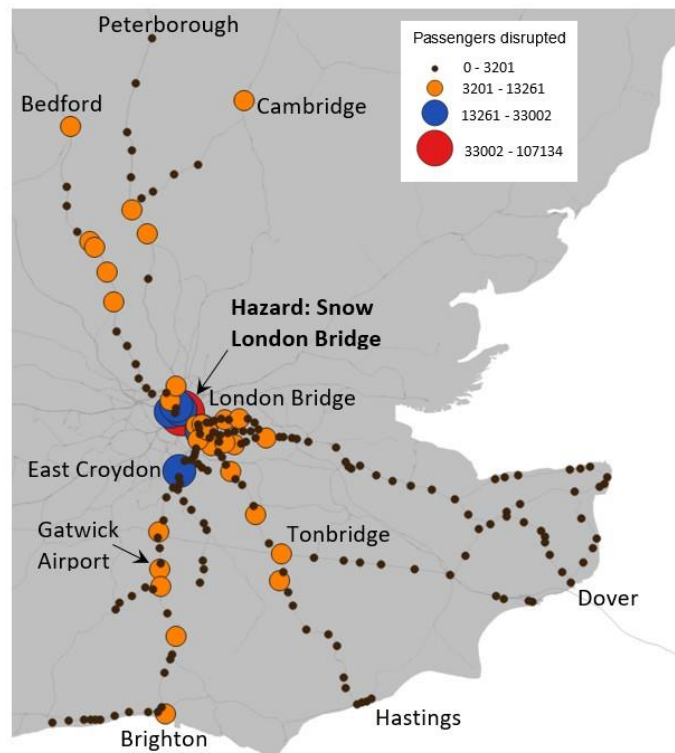 Peterborough
Passengers disrupted
0 - 3201
3201 - 13261
13261 - 33002
33002 - 107134
Bedford
Cambridge
Hazard: Snow
London Bridge
London Bridge
East Croydon
Gatwick
Airport
Tonbridge
Dover
Hastings
Brighton